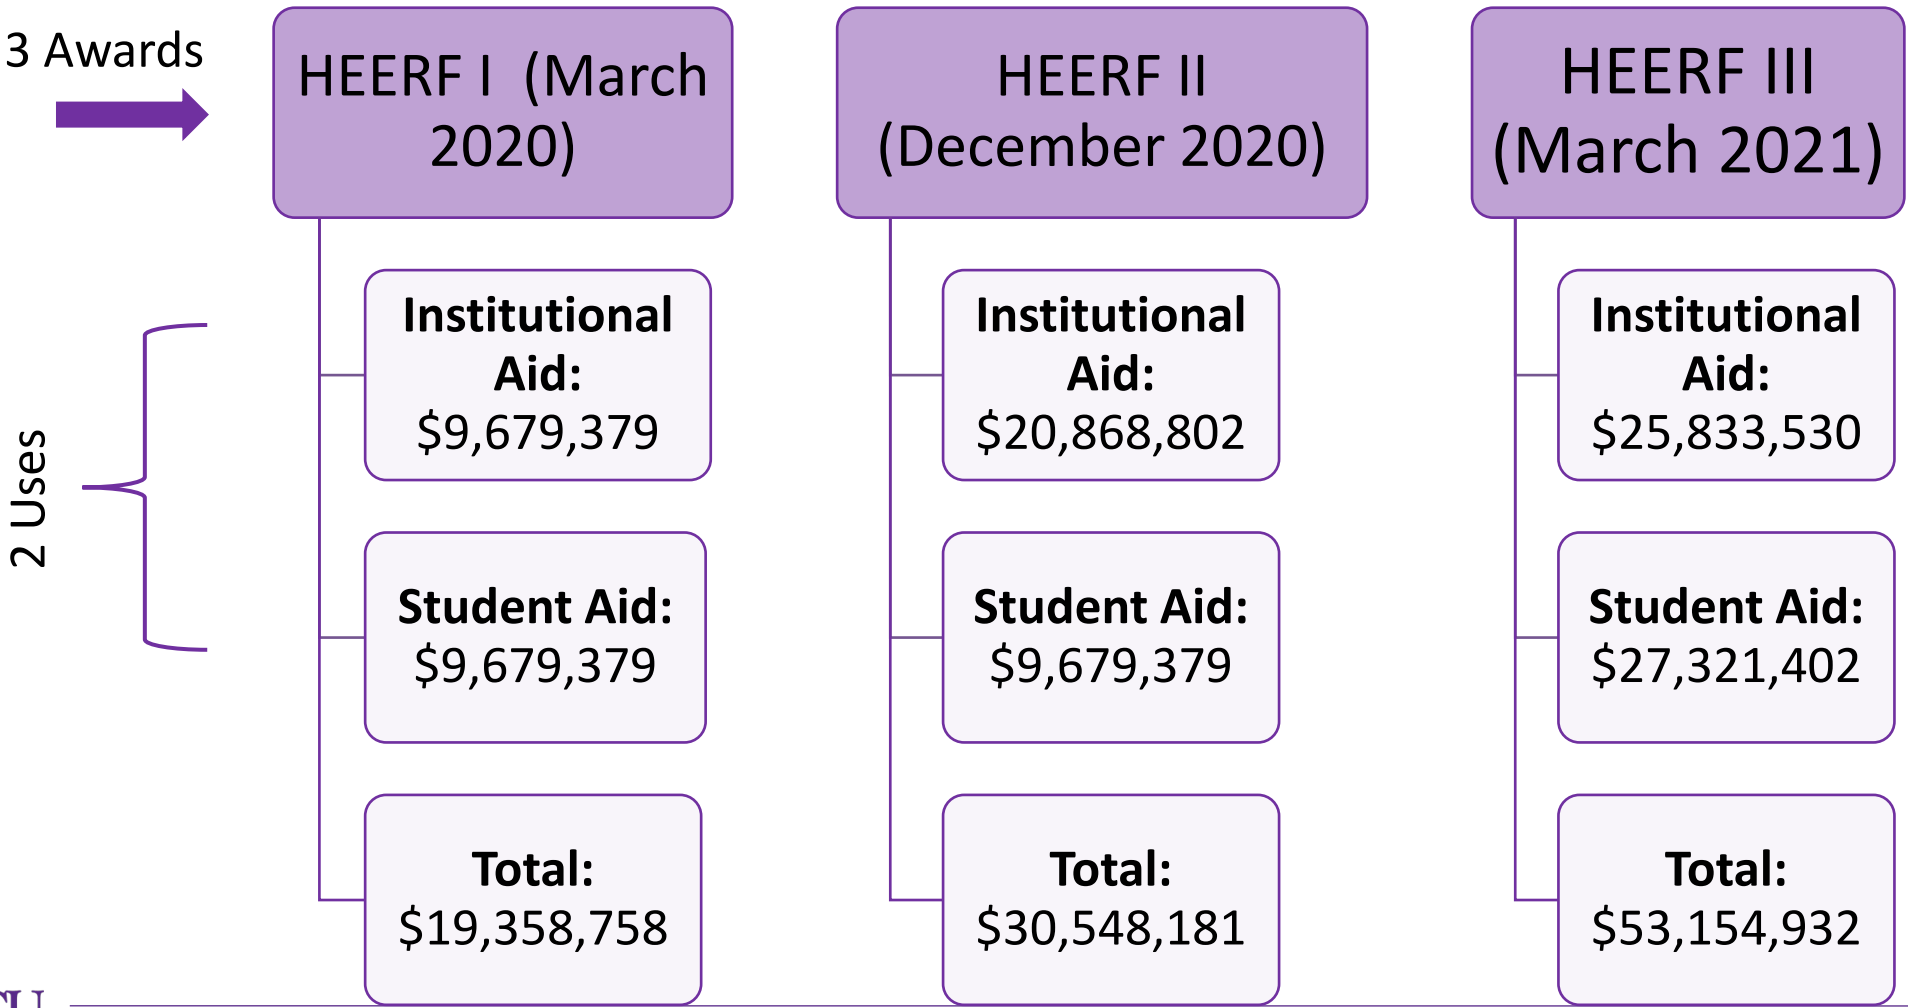 3 Awards
HEERF I (March
2020)
HEERF II
(December 2020)
HEERF III
(March 2021)
2 Uses
Institutional
Aid:
$9,679,379
Institutional
Aid:
$20,868,802
Institutional
Aid:
$25,833,530
Student Aid:
$9,679,379
Student Aid:
$9,679,379
Student Aid:
$27,321,402
Total:
$19,358,758
Total:
$30,548,181
Total:
$53,154,932